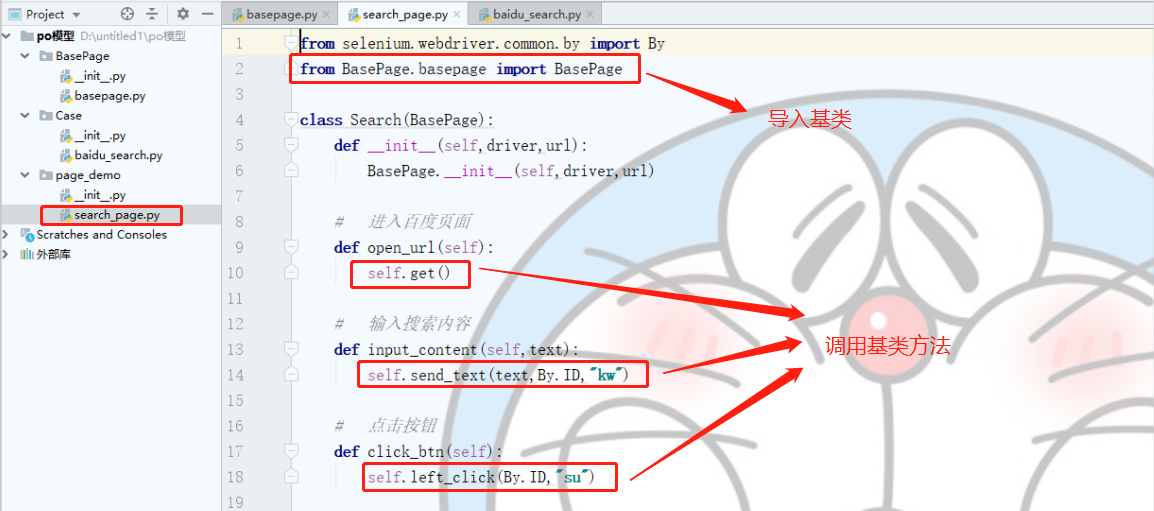 Project
po模型 D:\untitled1\po模型
BasePage
__init__.py
basepage.py
Case
__init__.py
baidu_search.py
page_demo
__init__.py
search_page.py
Scratches and Consoles
外部库
basepage.py
search_page.py
baidu_search.py
1 from selenium.webdriver.common.by import By
2 from BasePage.basepage import BasePage
导入基类
3
4 class Search(BasePage):
5 def __init__(self,driver,url):
6 BasePage.__init__(self,driver,url)
7
8 # 进入百度页面
9 def open_url(self):
10 self.get()
11
12 # 输入搜索内容
13 def input_content(self,text):
调用基类方法
14 self.send_text(text,By.ID,"kw")
15
16 # 点击按钮
17 def click_btn(self):
18 self.left_click(By.ID,"su")
19